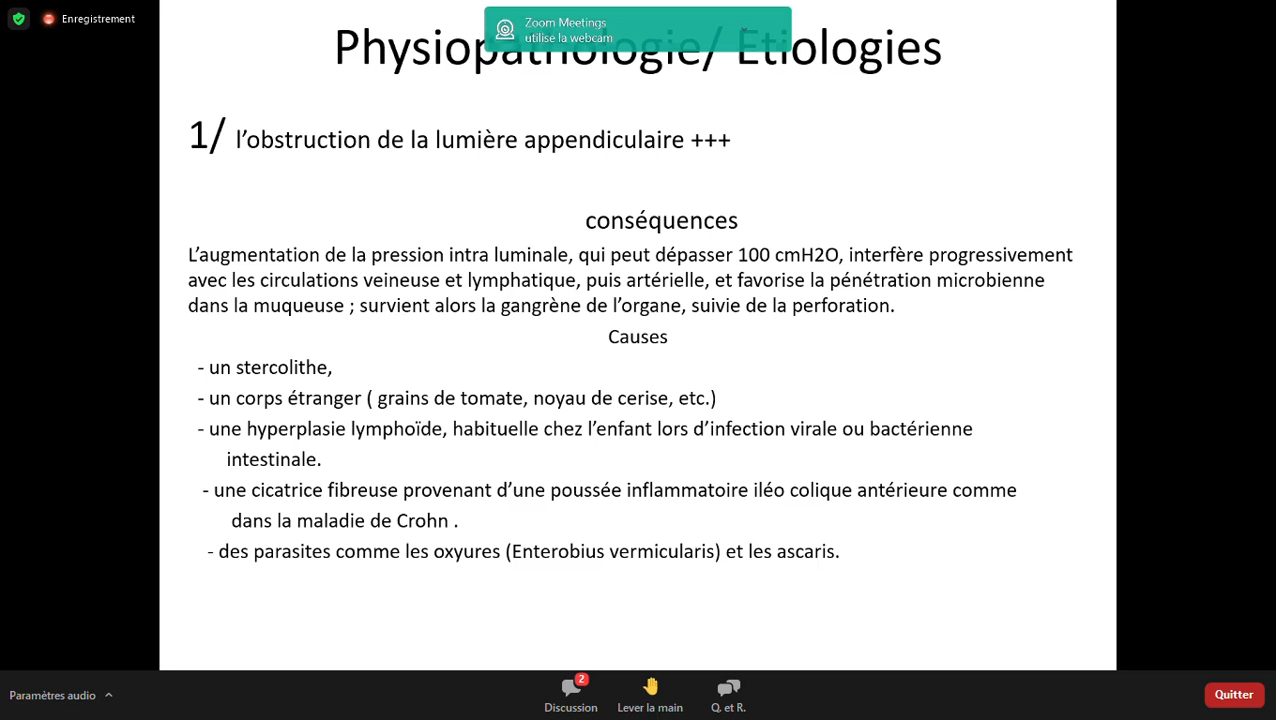 Enregistrement
Zoom Meetings
utilise la webcam
Physiopathologie/ Etiologies
1/ l’obstruction de la lumière appendiculaire +++
conséquences
L’augmentation de la pression intra luminale, qui peut dépasser 100 cmH2O, interfère progressivement
avec les circulations veineuse et lymphatique, puis artérielle, et favorise la pénétration microbienne
dans la muqueuse ; survient alors la gangrène de l’organe, suivie de la perforation.
Causes
- un stercolithe,
- un corps étranger ( grains de tomate, noyau de cerise, etc.)
- une hyperplasie lymphoïde, habituelle chez l’enfant lors d’infection virale ou bactérienne
intestinale.
- une cicatrice fibreuse provenant d’une poussée inflammatoire iléo colique antérieure comme
dans la maladie de Crohn .
- des parasites comme les oxyures (Enterobius vermicularis) et les ascaris.
Paramètres audio
2
Discussion
Lever la main
Q. et R.
Quitter